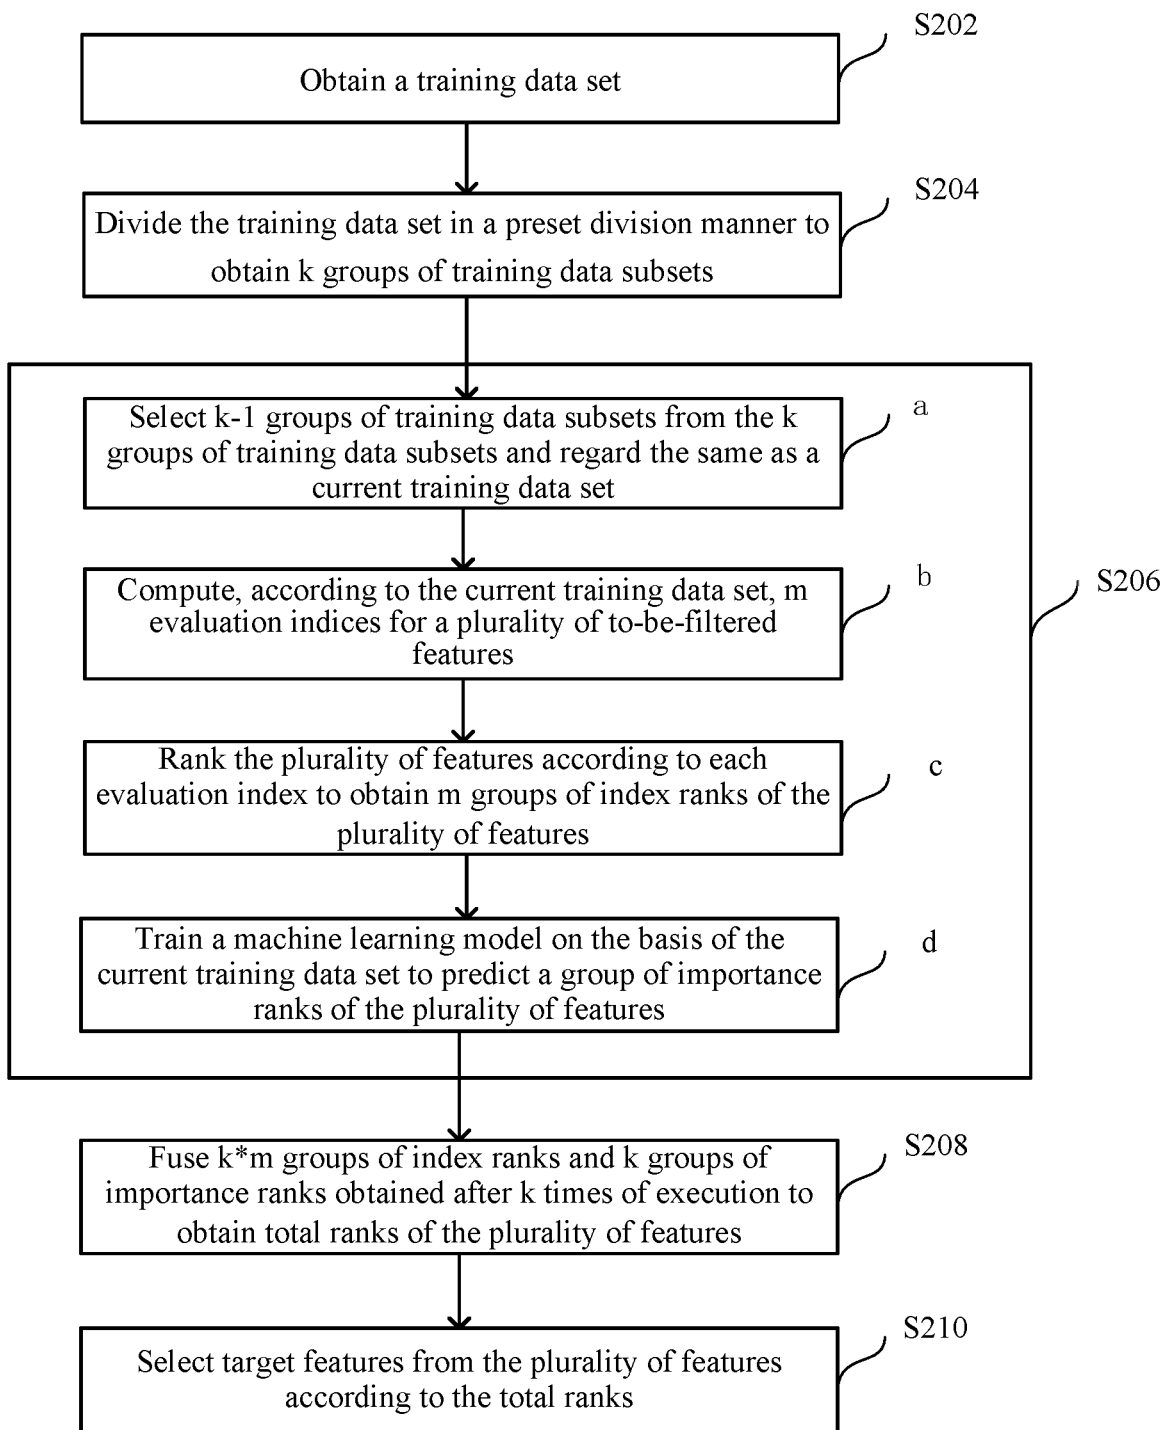 S202
Obtain a training data set
S204
Divide the training data set in a preset division manner to
obtain k groups of training data subsets
a
Select k-1 groups of training data subsets from the k
groups of training data subsets and regard the same as a
current training data set
b
S206
Compute, according to the current training data set, m
evaluation indices for a plurality of to-be-filtered
features
c
Rank the plurality of features according to each
evaluation index to obtain m groups of index ranks of the
plurality of features
d
Train a machine learning model on the basis of the
current training data set to predict a group of importance
ranks of the plurality of features
S208
Fuse k*m groups of index ranks and k groups of
importance ranks obtained after k times of execution to
obtain total ranks of the plurality of features
S210
Select target features from the plurality of features
according to the total ranks